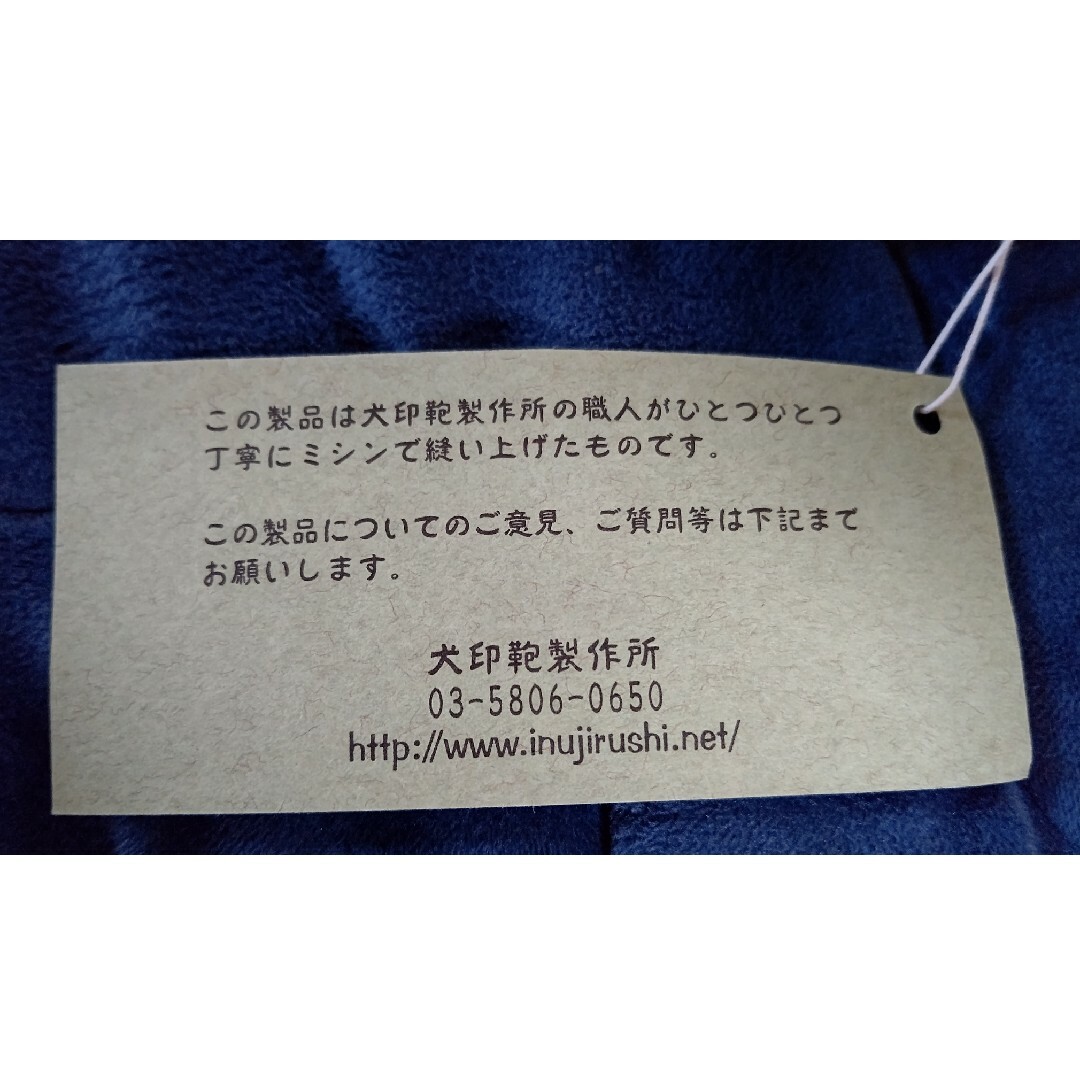 この製品は犬印鞄製作所の職人がひとつひとつ
丁寧にミシンで縫い上げたものです。
この製品についてのご意見、ご質問等は下記まで
お願いします。
犬印鞄製作所
03-5806-0650
http://www.inujirushi.net/